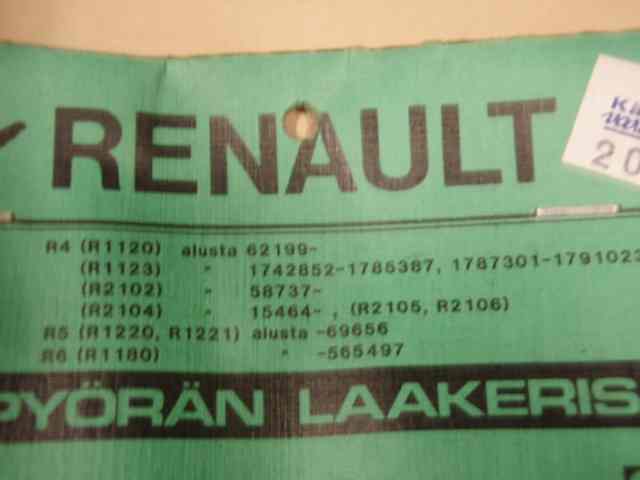 RENAULT
20
R4 (R1120) alusta 62199-
(R1123) " 1742852-1785387, 1787301-1791023
(R2102) " 58737-
(R2104) " 15464- , (R2105, R2106)
R5 (R1220, R1221) alusta -69656
R6 (R1180) " -565497
PYÖRÄN LAAKERIS